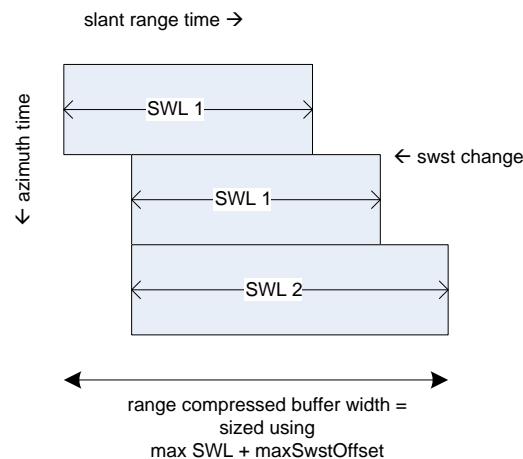 slant range time →
SWL 1
← azimuth time
← swst change
SWL 1
SWL 2
range compressed buffer width =
sized using
max SWL + maxSwstOffset